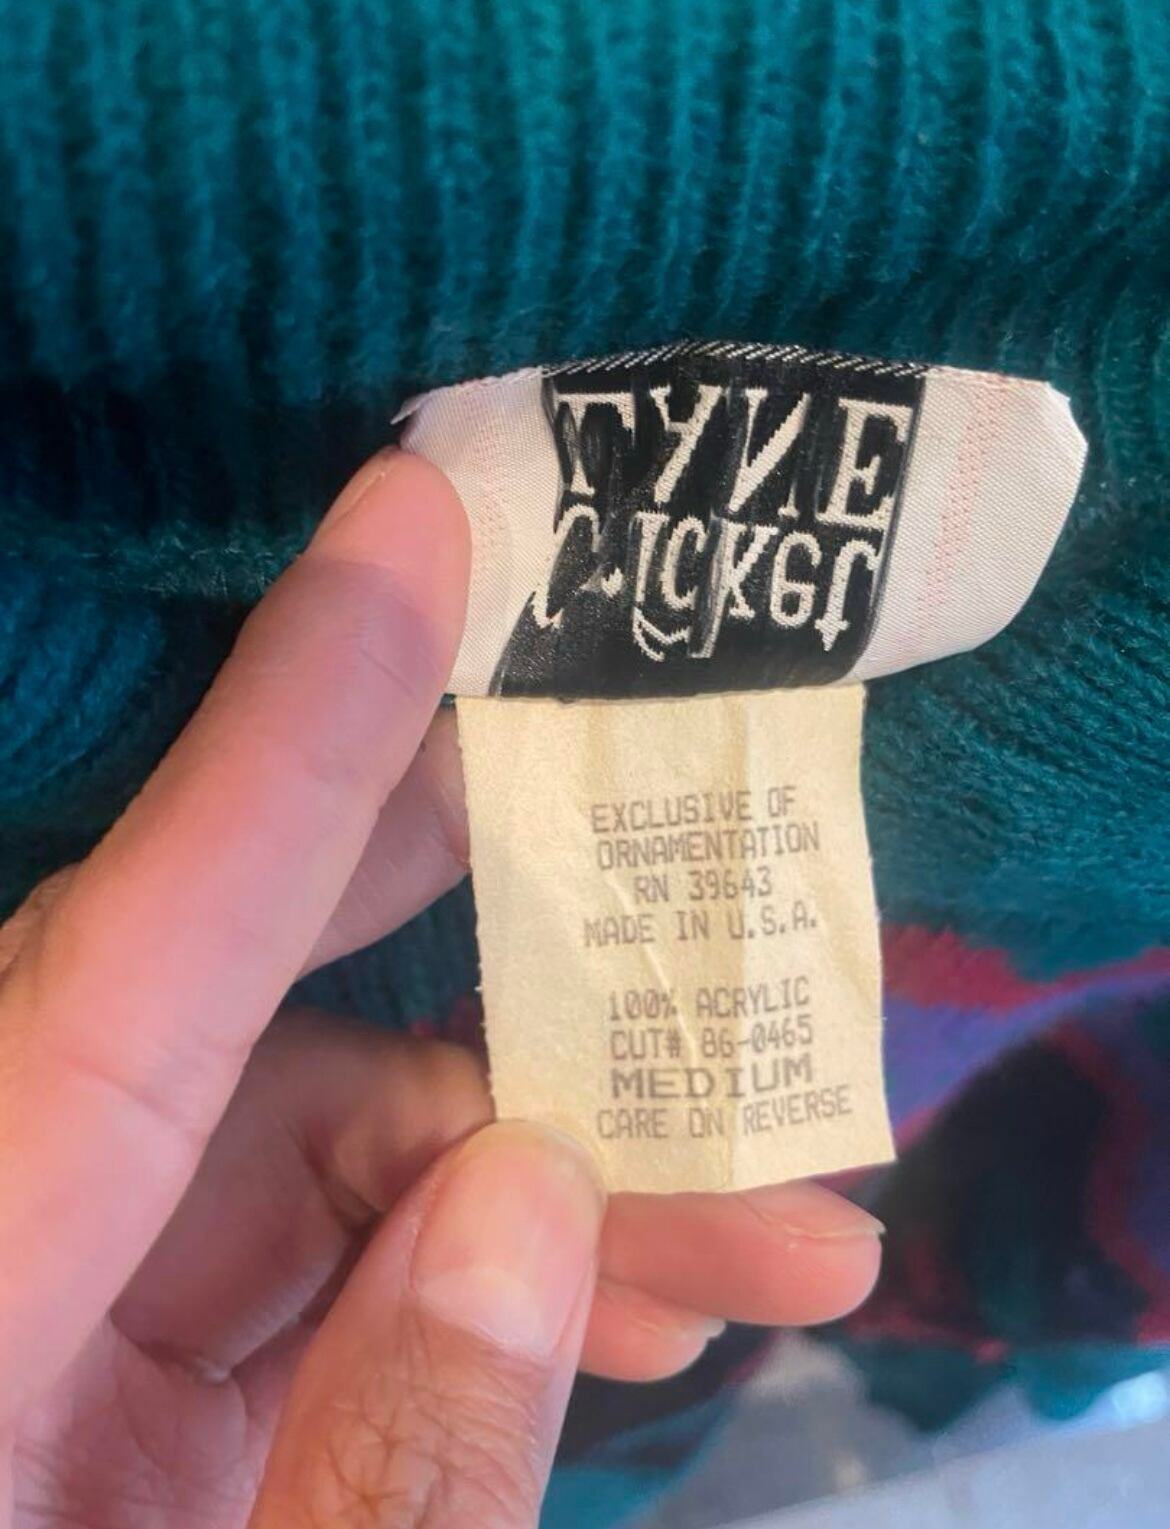 EXCLUSIVE OF
ORNAMENTATION
RN 39643
MADE IN U.S.A.
100% ACRYLIC
CUT# 86-0465
MEDIUM
CARE ON REVERSE